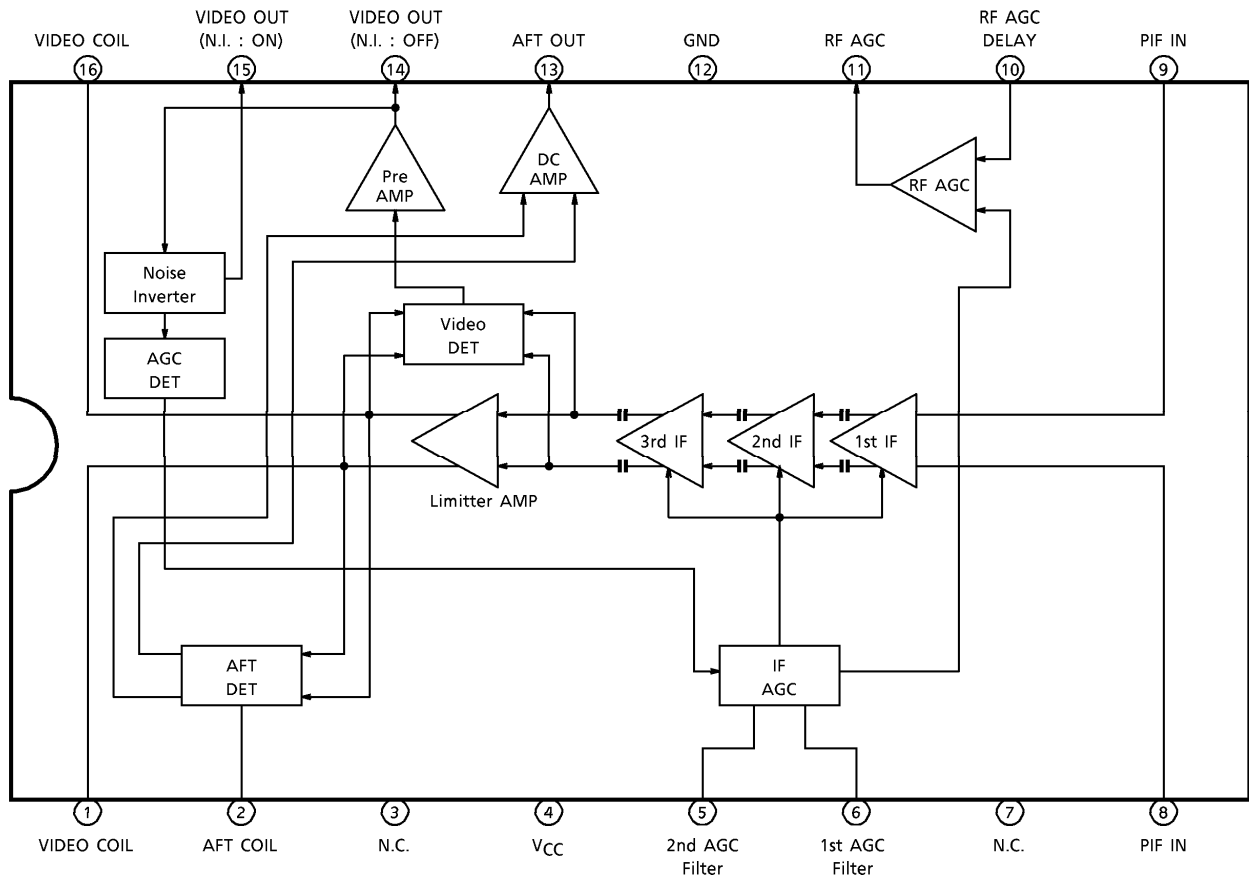 VIDEO COIL
VIDEO OUT
(N.I. : ON)
VIDEO OUT
(N.I. : OFF)
AFT OUT
GND
RF AGC
RF AGC
DELAY
PIF IN
16
15
14
13
12
11
10
9
Pre
AMP
DC
AMP
RF AGC
Noise
Inverter
Video
DET
AGC
DET
3rd IF
2nd IF
1st IF
Limitter AMP
AFT
DET
IF
AGC
1
2
3
4
5
6
7
8
VIDEO COIL
AFT COIL
N.C.
VCC
2nd AGC
Filter
1st AGC
Filter
N.C.
PIF IN